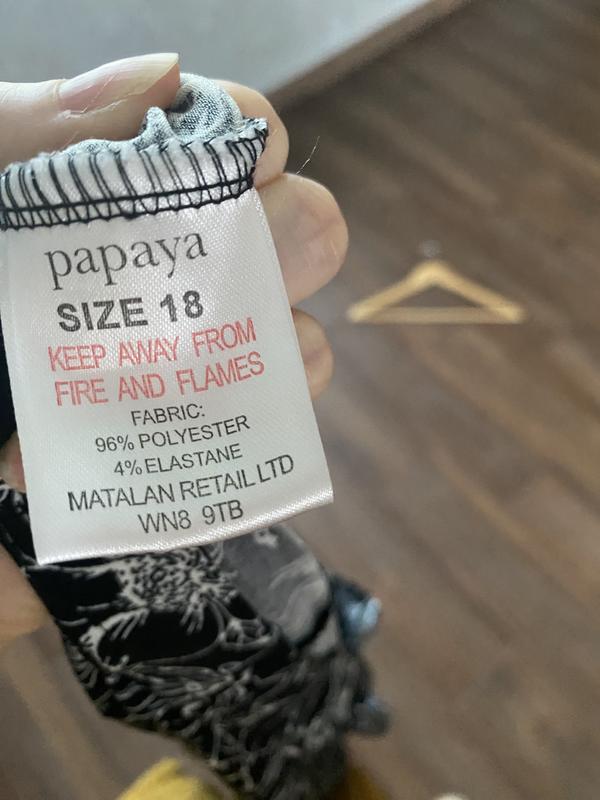 papaya
SIZE 18
KEEP AWAY FROM
FIRE AND FLAMES
FABRIC:
96% POLYESTER
4% ELASTANE
MATALAN RETAIL LTD
WN8 9TB